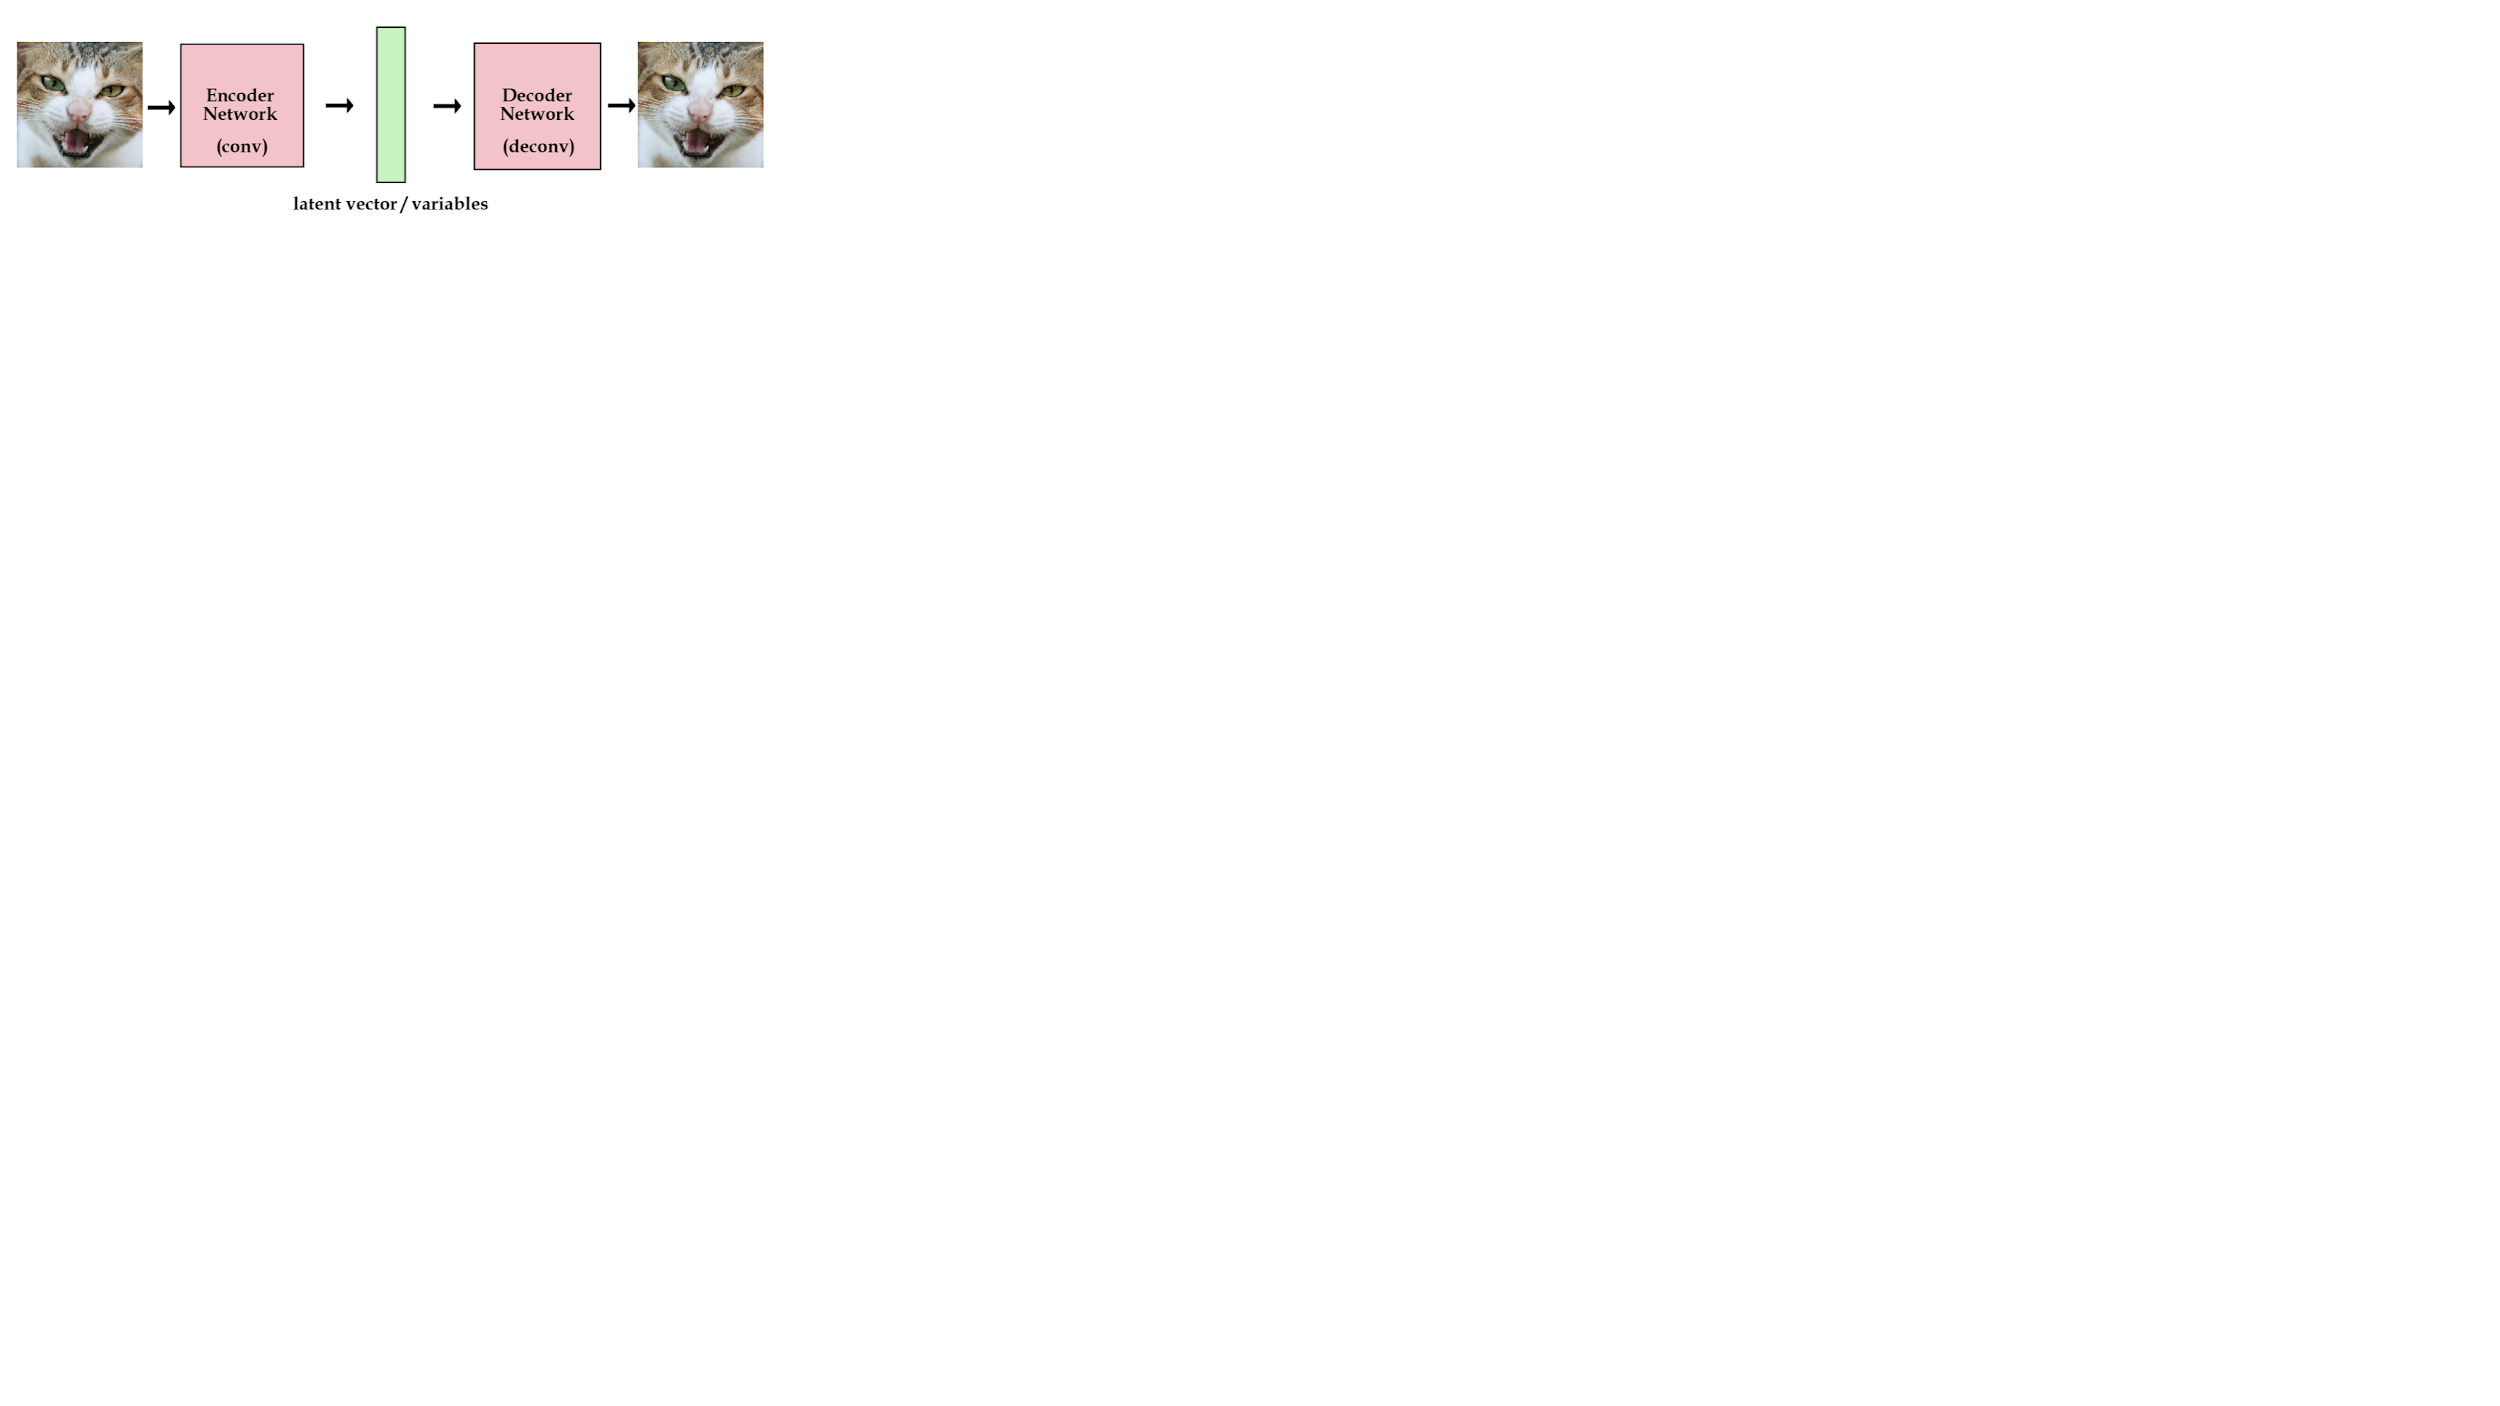 Encoder
Network
(conv)
Decoder
Network
(deconv)
latent vector / variables